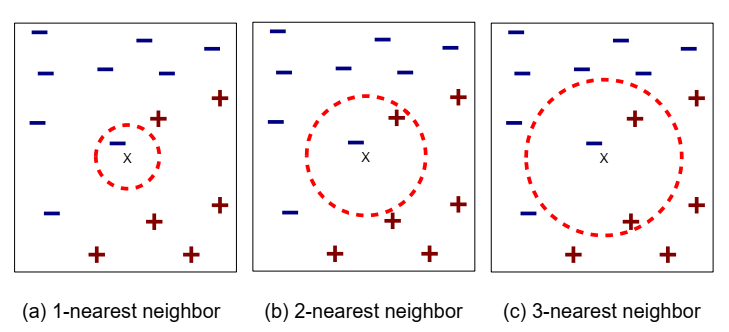 X
X
X
(a) 1-nearest neighbor
(b) 2-nearest neighbor
(c) 3-nearest neighbor